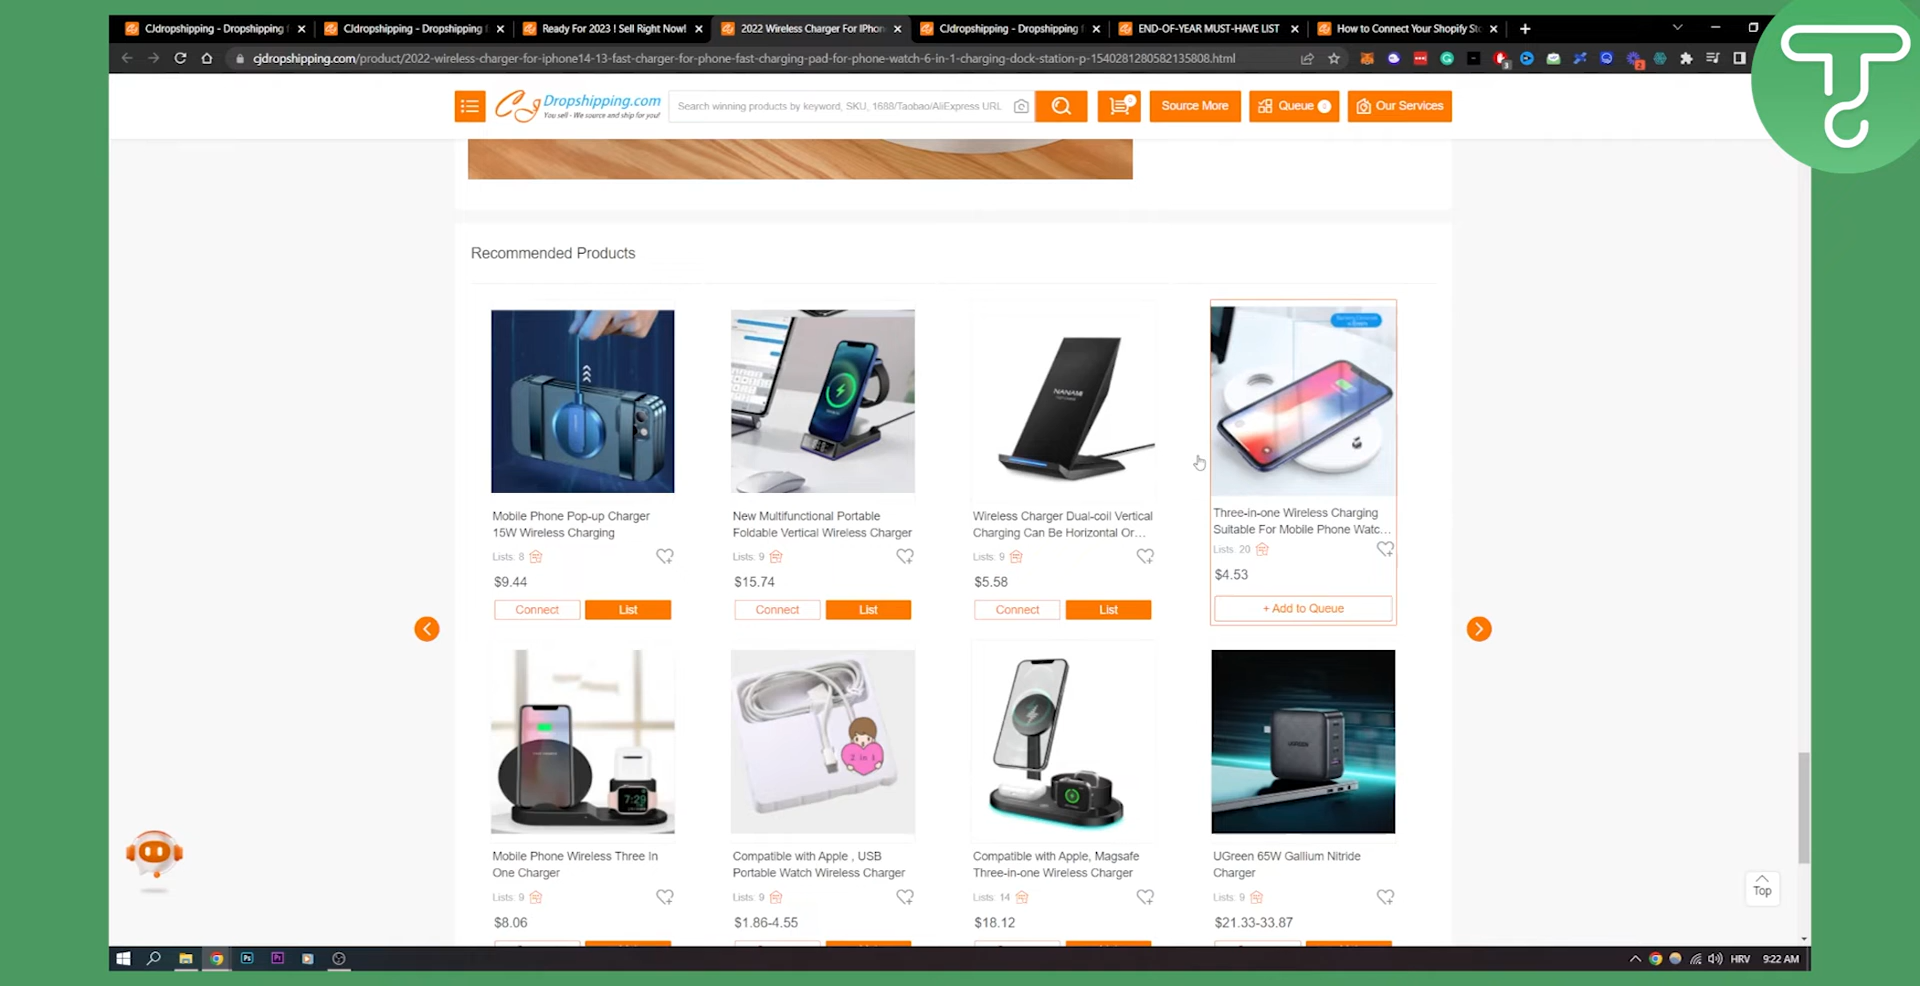 CJdropshipping - Dropshipping f
CJdropshipping - Dropshipping f
Ready For 2023 ! Sell Right Now!
2022 Wireless Charger For IPhon
CJdropshipping - Dropshipping f
END-OF-YEAR MUST-HAVE LIST
How to Connect Your Shopify St
cjdropshipping.com/product/2022-wireless-charger-for-iphone14-13-fast-charger-for-phone-fast-charging-pad-for-phone-watch-6-in-1-charging-dock-station-p-1540281280582135808.html
CJ Dropshipping.com
You sell - We source and ship for you!
Search winning products by keyword, SKU, 1688/Taobao/AliExpress URL
Source More
Queue
Our Services
Recommended Products
NANAMI
Mobile Phone Pop-up Charger
15W Wireless Charging
Lists: 8
$9.44
Connect
List
New Multifunctional Portable
Foldable Vertical Wireless Charger
Lists: 9
$15.74
Connect
List
Wireless Charger Dual-coil Vertical
Charging Can Be Horizontal Or...
Lists: 9
$5.58
Connect
List
Three-in-one Wireless Charging
Suitable For Mobile Phone Watc...
Lists: 20
$4.53
+ Add to Queue
7:29
2 in 1
UGREEN
Mobile Phone Wireless Three In
One Charger
Lists: 9
$8.06
Compatible with Apple , USB
Portable Watch Wireless Charger
Lists: 9
$1.86-4.55
Compatible with Apple, Magsafe
Three-in-one Wireless Charger
Lists: 14
$18.12
UGreen 65W Gallium Nitride
Charger
Lists: 9
$21.33-33.87
Top
Ps
Pr
HRV
9:22 AM